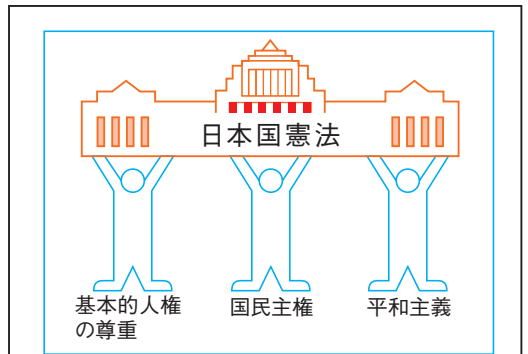 日本国憲法
基本的人権
の尊重
国民主権
平和主義